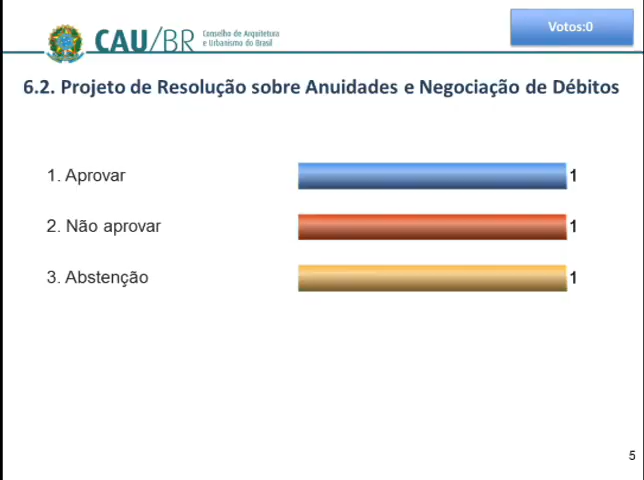 CAU/BR
Conselho de Arquitetura
e Urbanismo do Brasil
Votos:0
6.2. Projeto de Resolução sobre Anuidades e Negociação de Débitos
1. Aprovar 1
2. Não aprovar 1
3. Abstenção 1
5